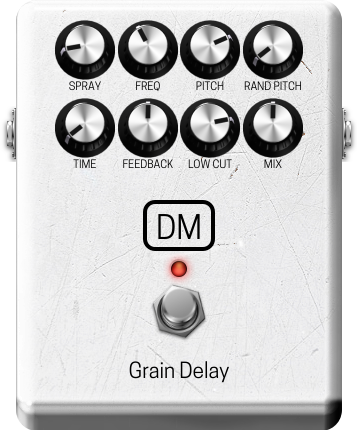 SPRAY FREQ PITCH RAND PITCH
TIME FEEDBACK LOW CUT MIX
DM
Grain Delay